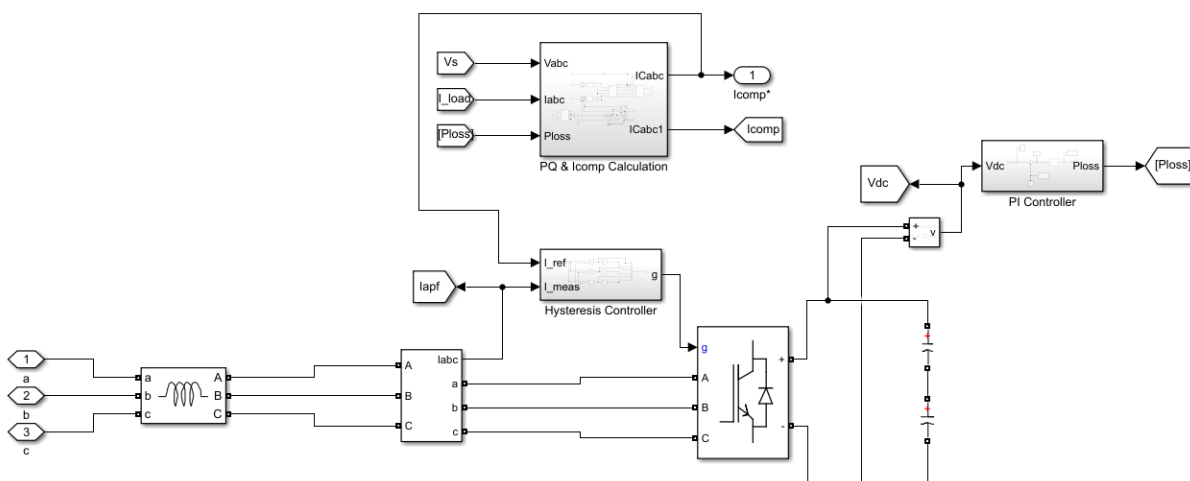 Vs
I_load
[Ploss]
Vabc
Iabc
Ploss
ICabc
ICabc1
PQ & Icomp Calculation
1
Icomp*
Icomp
Vdc
Vdc
Ploss
PI Controller
[Ploss]
+
-
v
Iapf
I_ref
I_meas
g
Hysteresis Controller
1
a
2
b
3
c
a
b
c
A
B
C
A
B
C
Iabc
a
b
c
g
A
B
C
+
-
+
+